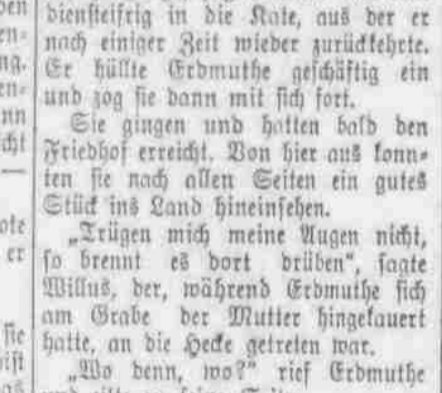 dienſteifrig in die Kate, aus der er
nach einiger Zeit wieder zurückkehrte.
Er hüllte Erdmuthe geſchäftig ein
und zog ſie dann mit ſich fort.
Sie gingen und hatten bald den
Friedhof erreicht. Von hier aus konn-
ten ſie nach allen Seiten ein gutes
Stück ins Land hineinſehen.
„Trügen mich meine Augen nicht,
ſo brennt es dort drüben“, ſagte
Willus, der, während Erdmuthe ſich
am Grabe der Mutter hingekauert
hatte, an die Hecke getreten war.
„Wo denn, wo?“ rief Erdmuthe